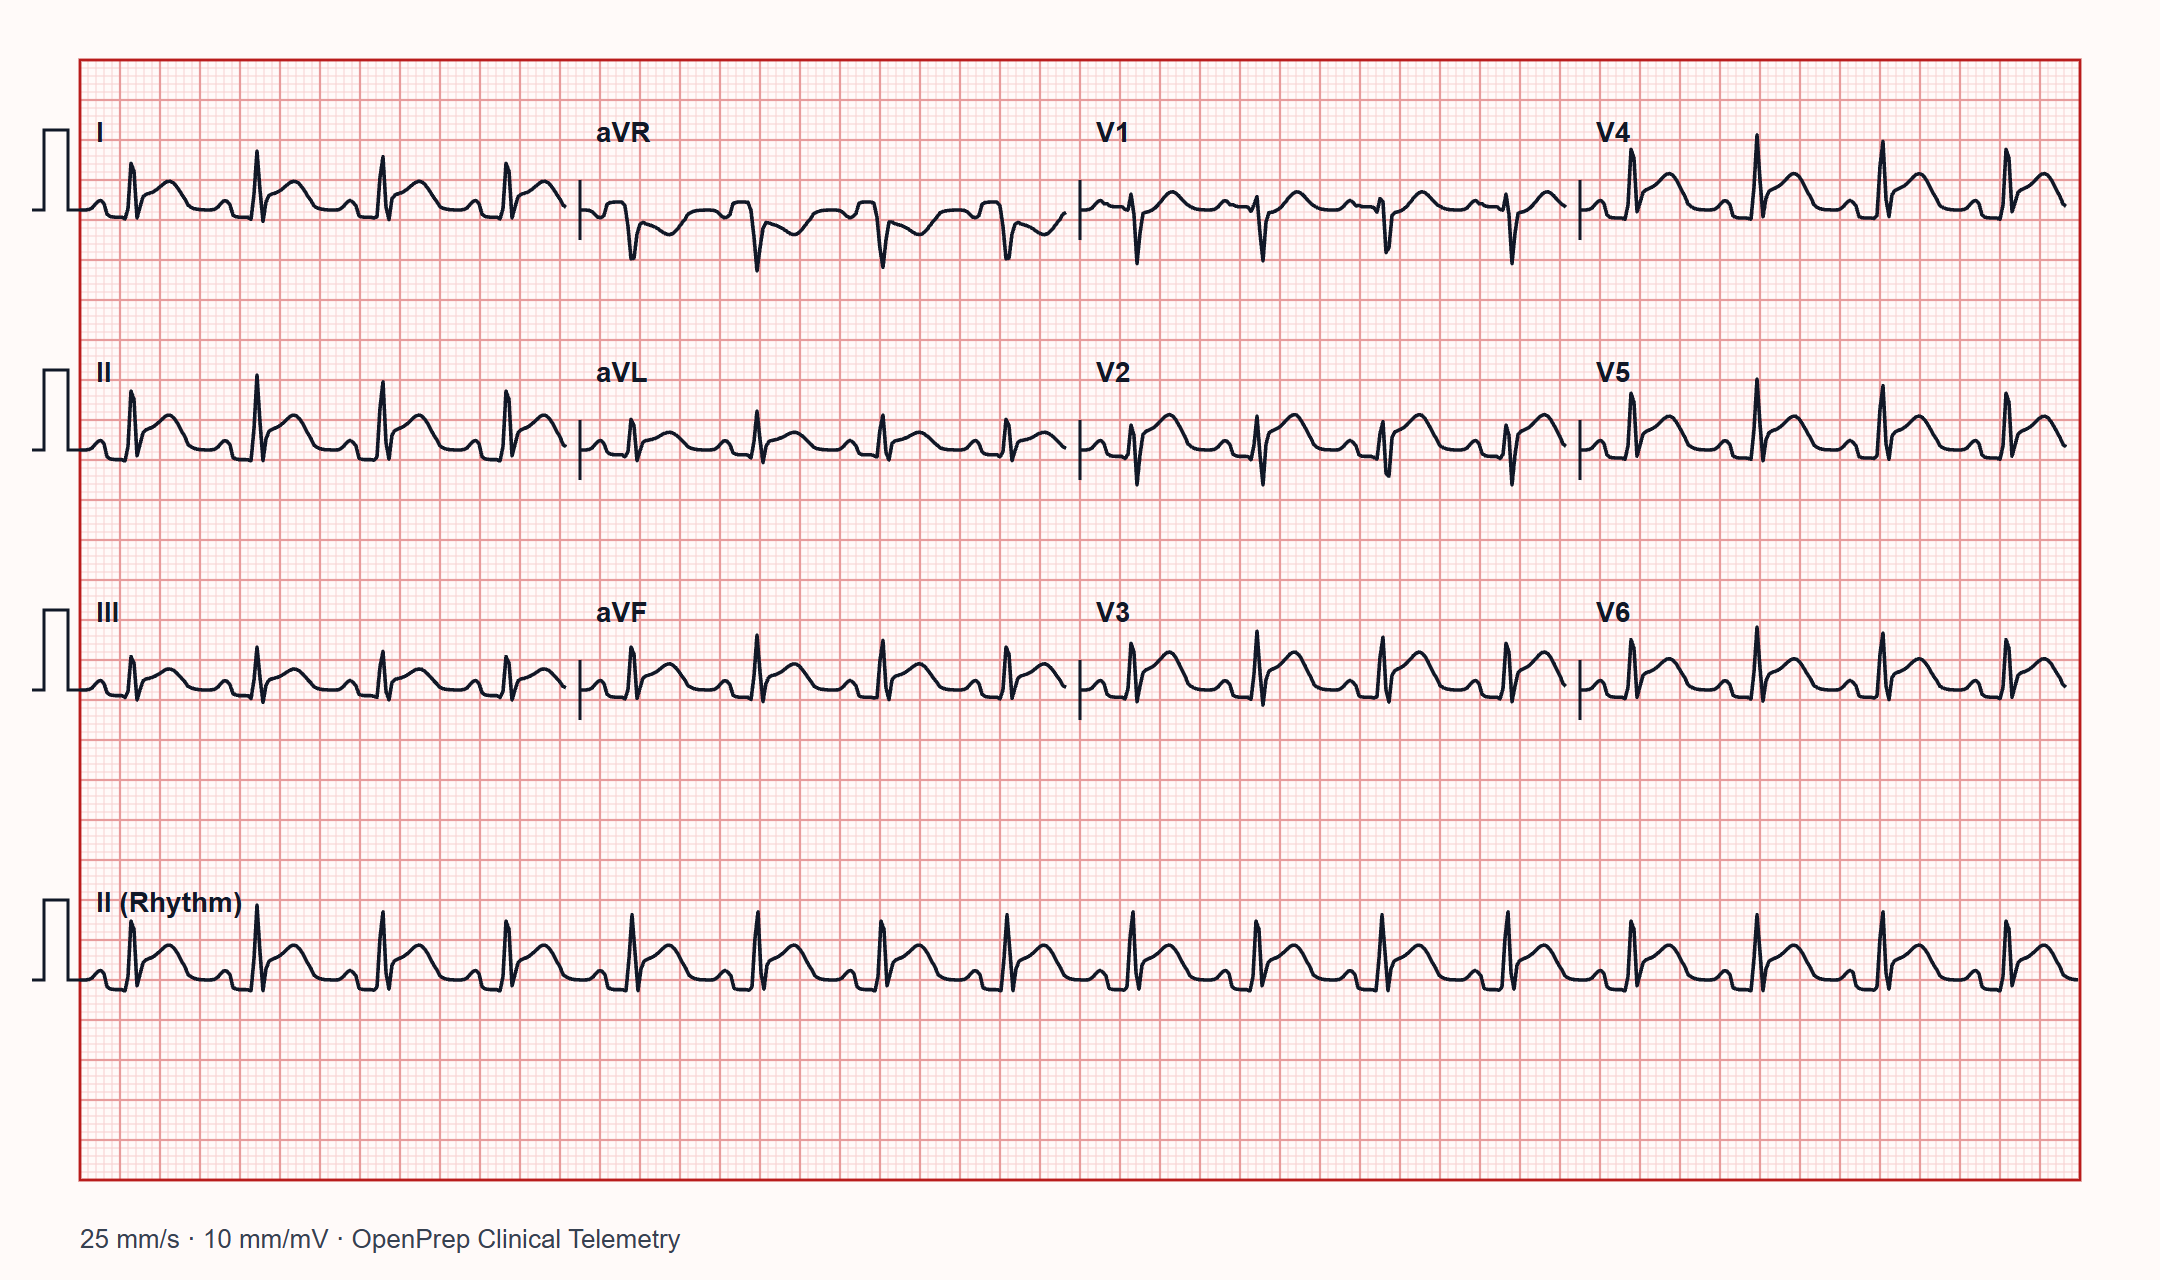 I aVR V1 V4
II aVL V2 V5
III aVF V3 V6
II (Rhythm)
25 mm/s · 10 mm/mV · OpenPrep Clinical Telemetry